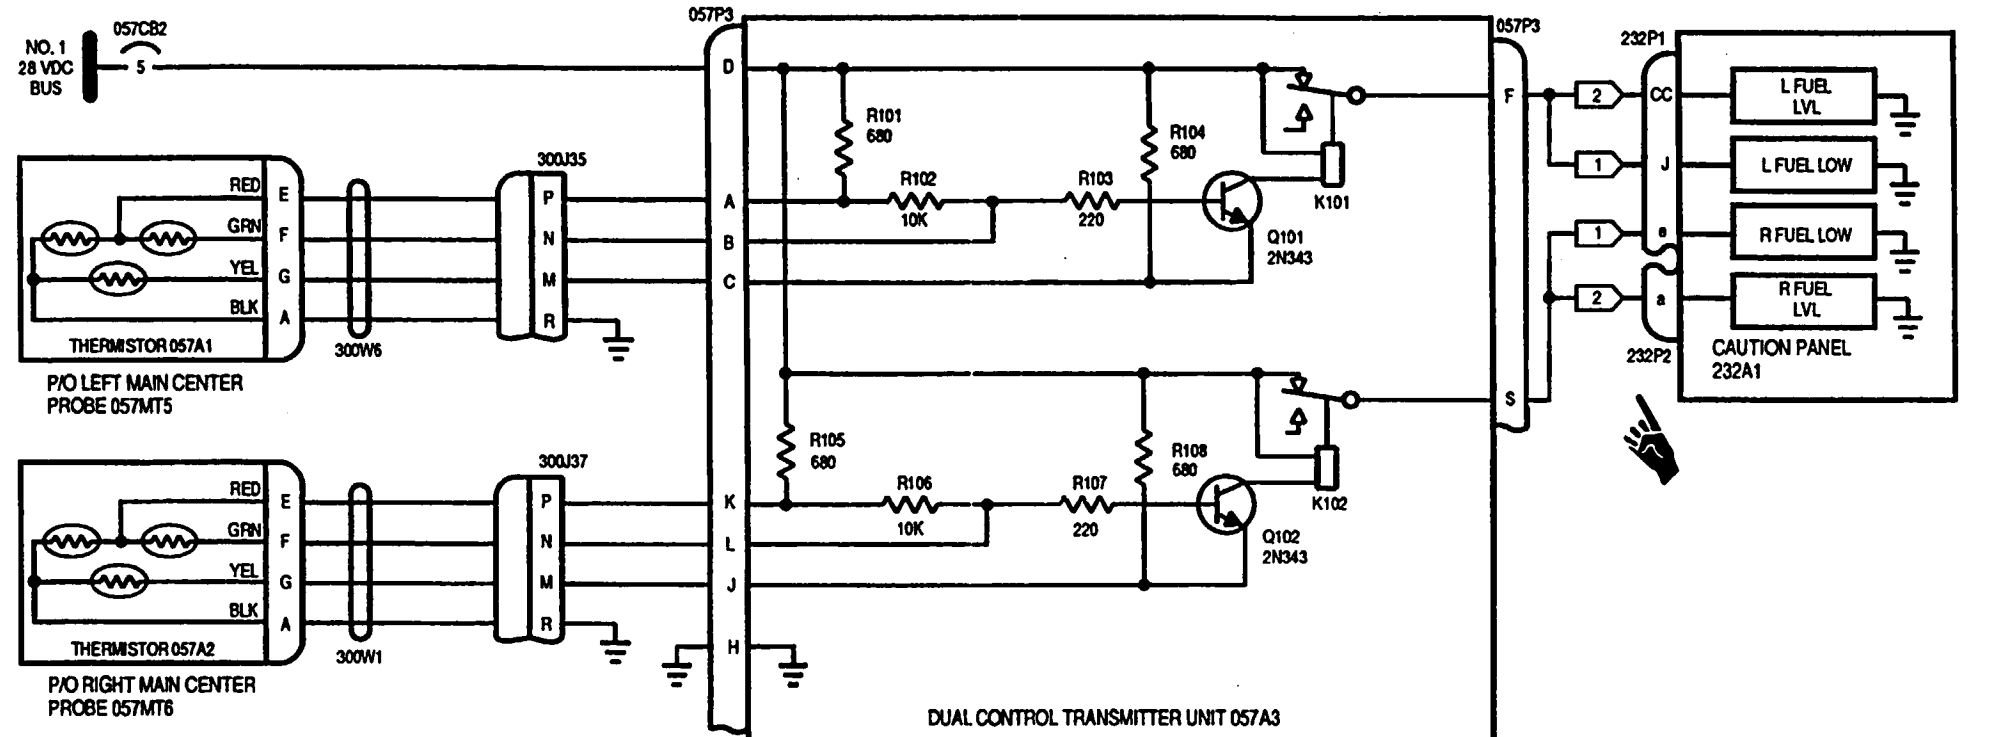 057P3
057P3
NO. 1
28 VDC
BUS
057CB2
5
D
F
232P1
2
CC
L FUEL
LVL
1
J
L FUEL LOW
1
e
R FUEL LOW
2
a
R FUEL
LVL
232P2
CAUTION PANEL
232A1
R101
680
R104
680
R102
10K
R103
220
K101
Q101
2N343
A
B
C
300J35
RED
E
P
GRN
F
N
YEL
G
M
BLK
A
R
THERMISTOR 057A1
300W6
P/O LEFT MAIN CENTER
PROBE 057MT5
S
R105
680
R108
680
R106
10K
R107
220
K102
Q102
2N343
K
L
J
H
300J37
RED
E
P
GRN
F
N
YEL
G
M
BLK
A
R
THERMISTOR 057A2
300W1
P/O RIGHT MAIN CENTER
PROBE 057MT6
DUAL CONTROL TRANSMITTER UNIT 057A3